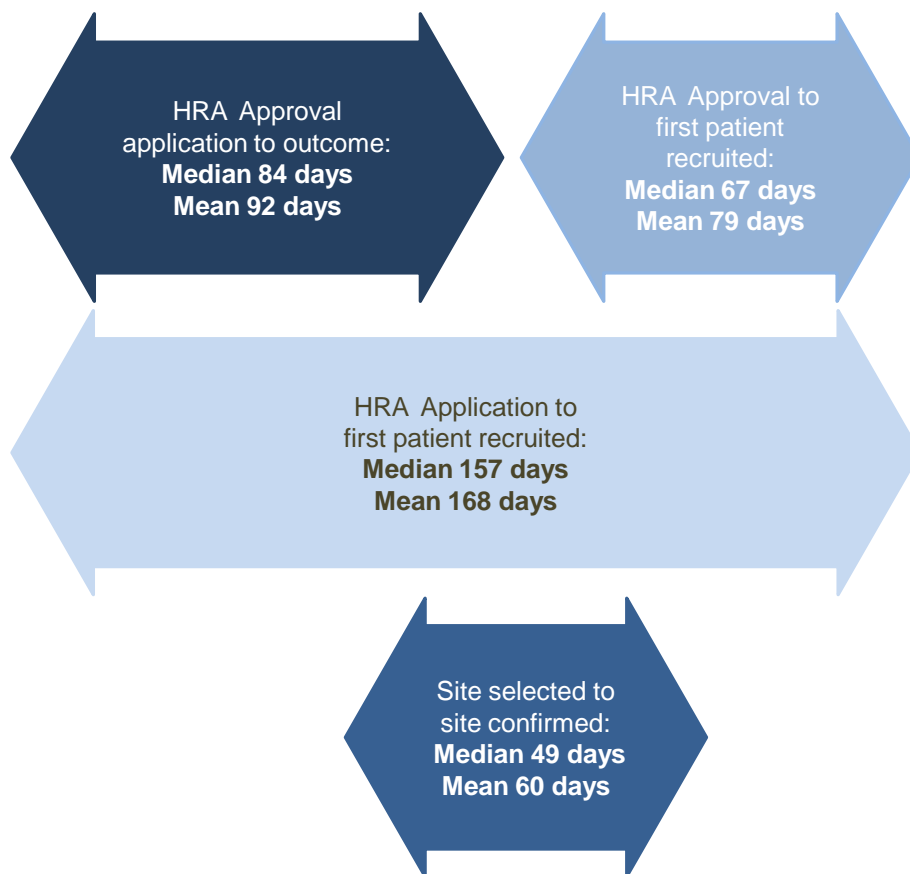 HRA Approval
application to outcome:
Median 84 days
Mean 92 days
HRA Approval to
first patient
recruited:
Median 67 days
Mean 79 days
HRA Application to
first patient recruited:
Median 157 days
Mean 168 days
Site selected to
site confirmed:
Median 49 days
Mean 60 days